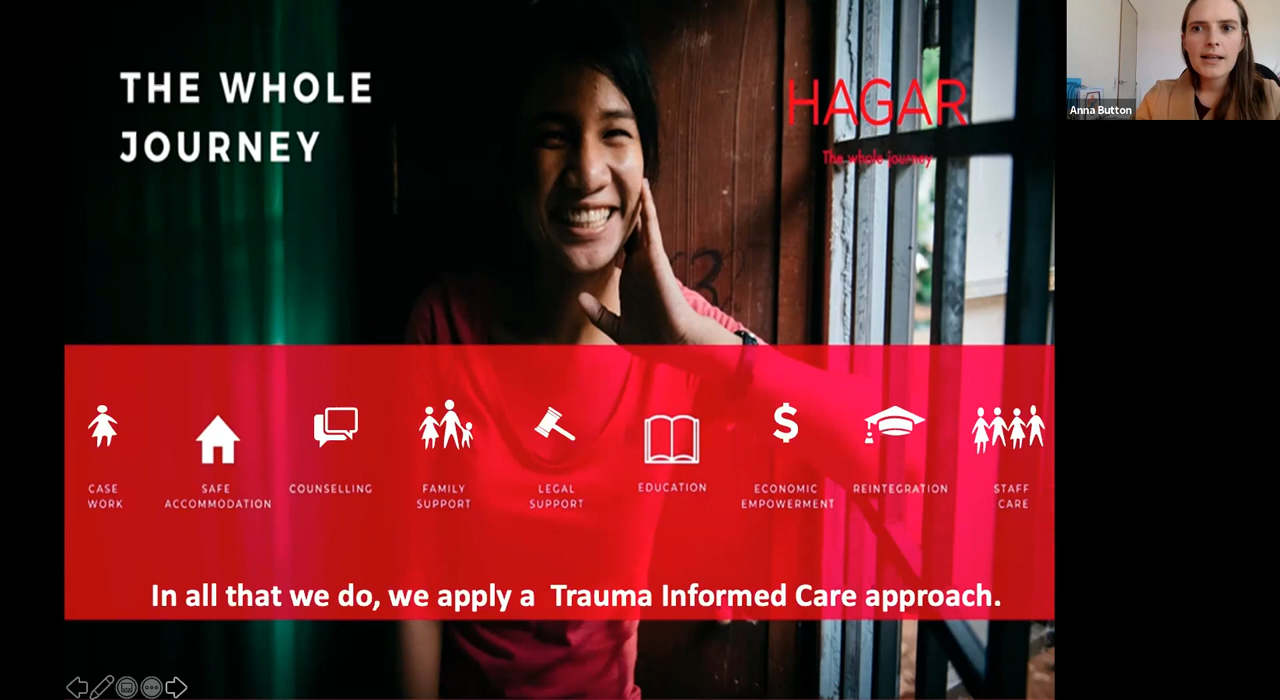 THE WHOLE
JOURNEY
HAGAR
The whole journey
Anna Button
CASE
WORK
SAFE
ACCOMMODATION
COUNSELLING
FAMILY
SUPPORT
LEGAL
SUPPORT
EDUCATION
ECONOMIC
EMPOWERMENT
REINTEGRATION
STAFF
CARE
In all that we do, we apply a Trauma Informed Care approach.